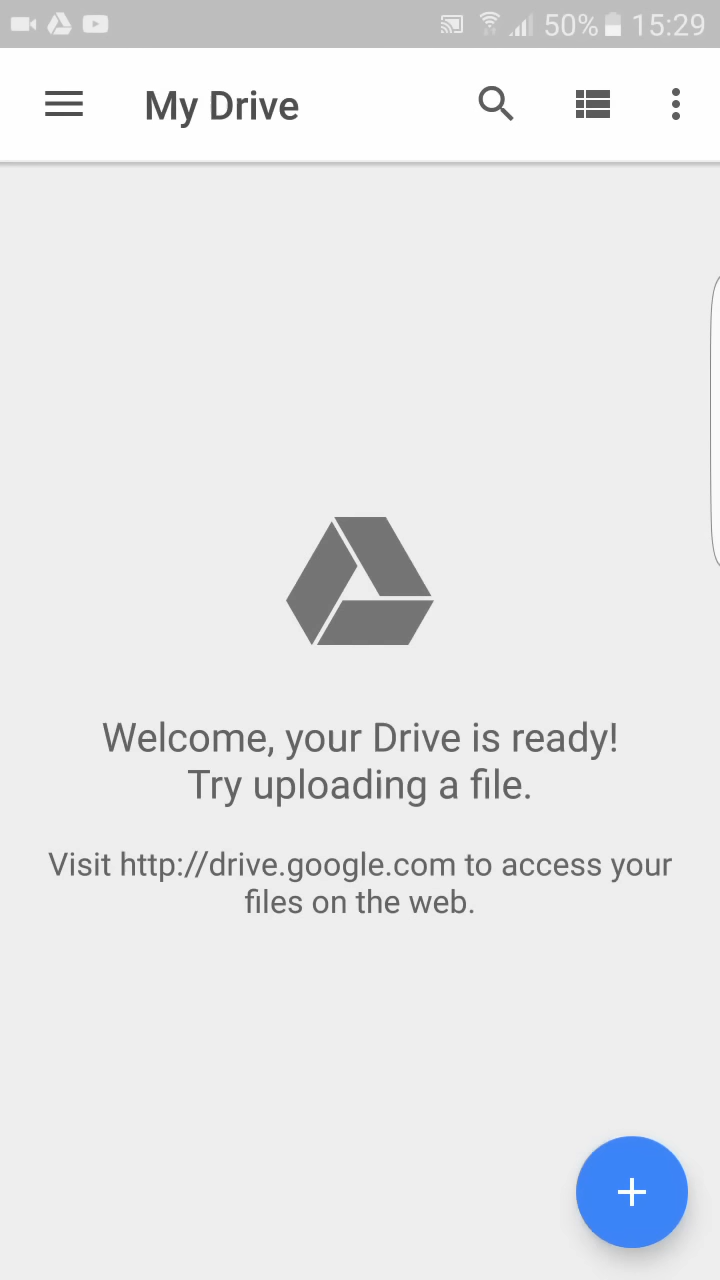 50% 15:29
My Drive
Welcome, your Drive is ready!
Try uploading a file.
Visit http://drive.google.com to access your
files on the web.